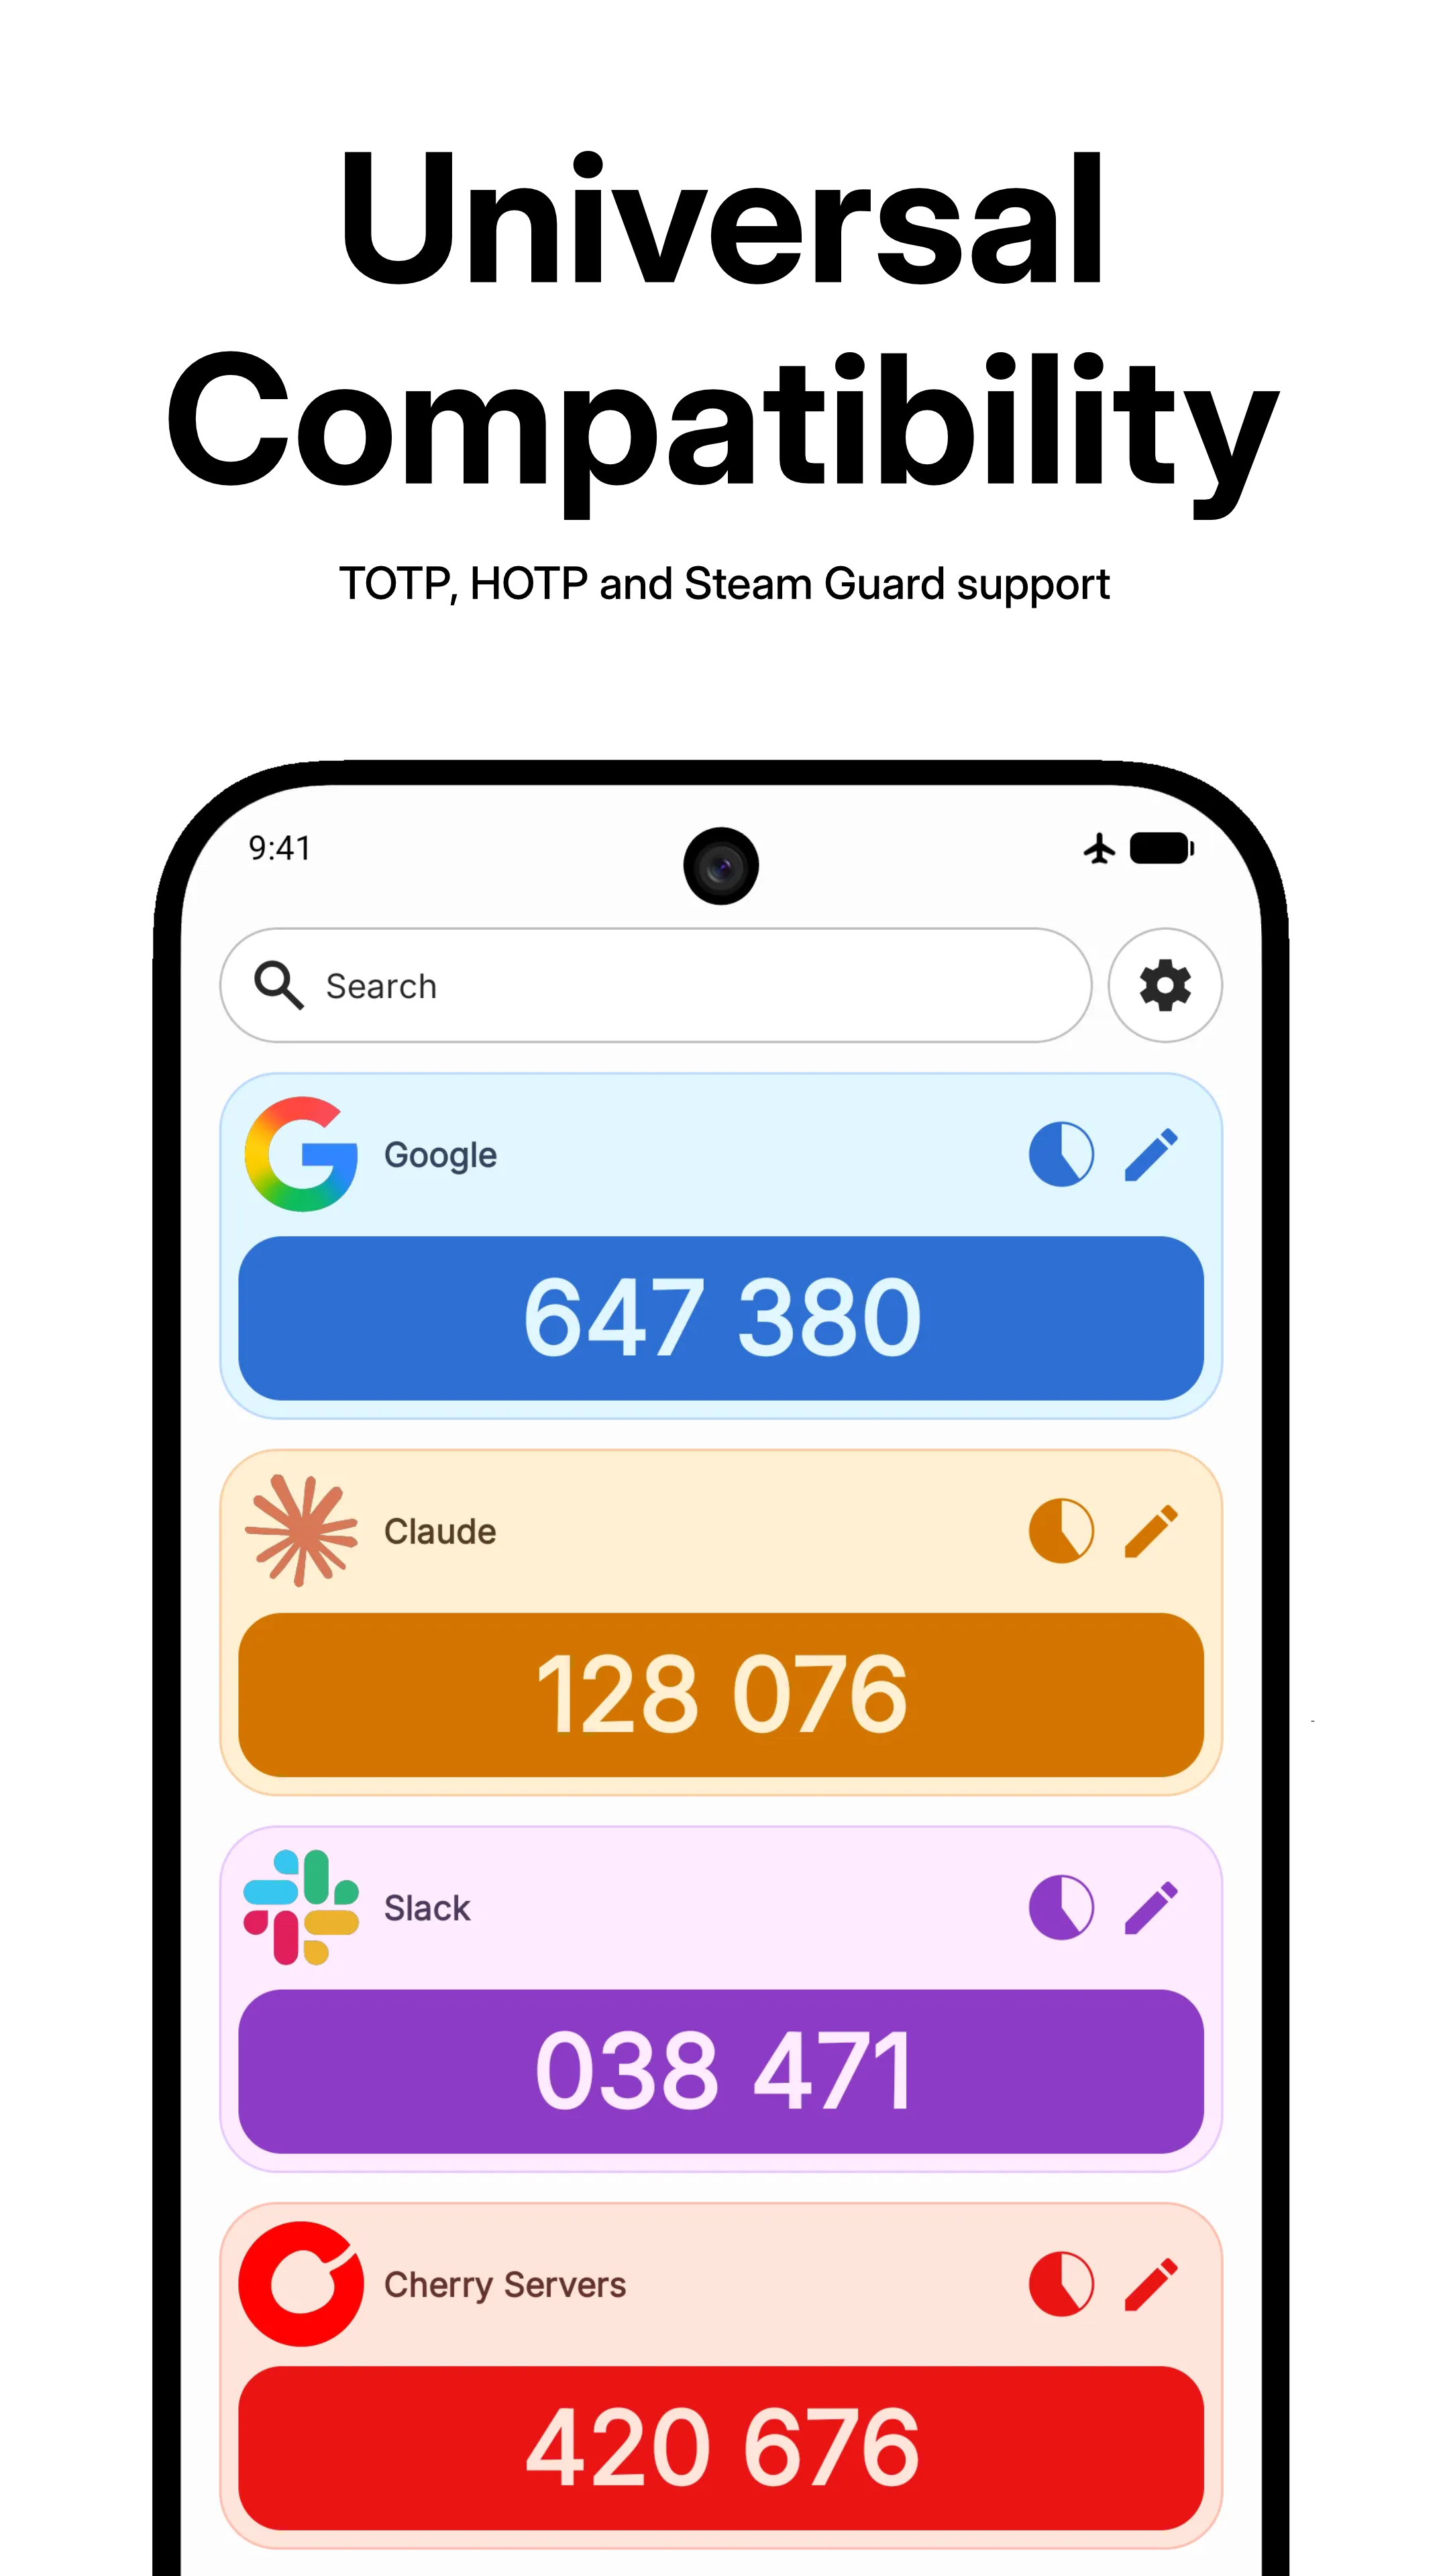 Universal
Compatibility
TOTP, HOTP and Steam Guard support
9:41
Search
Google
647 380
Claude
128 076
Slack
038 471
Cherry Servers
420 676